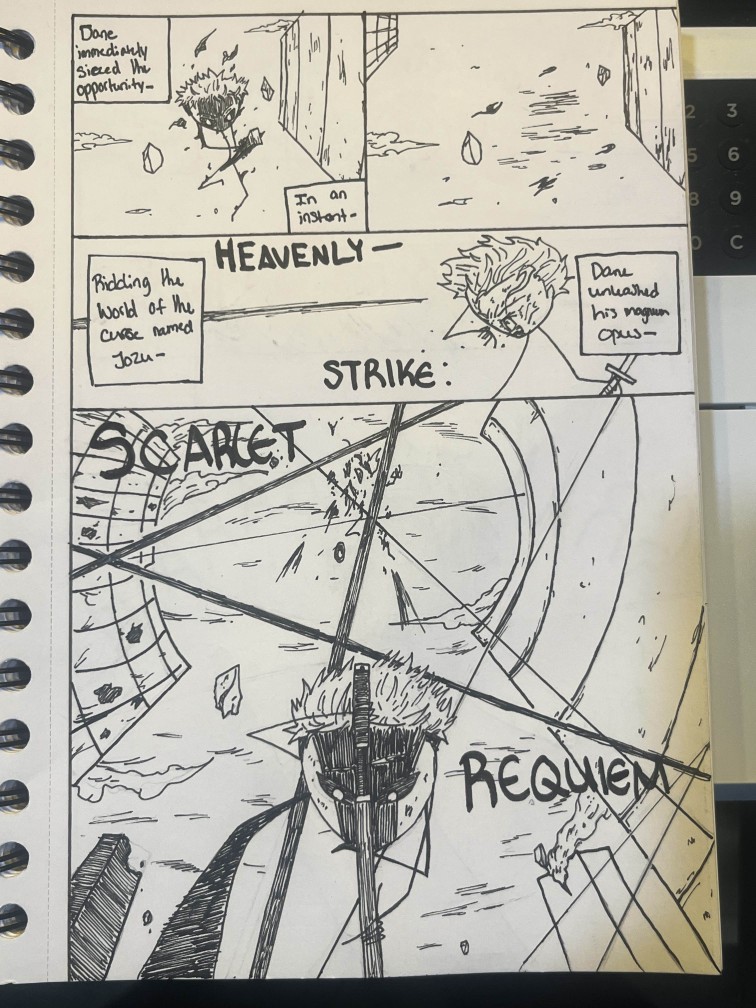 Dane
immediately
siezed the
opportunity—
In an
instant—
HEAVENLY—
Ridding the
World of the
curse named
Jozu—
Dane
unleashed
his magnum
opus—
STRIKE:
SCARLET
REQUIEM
2 3
5 6
8 9
0 C